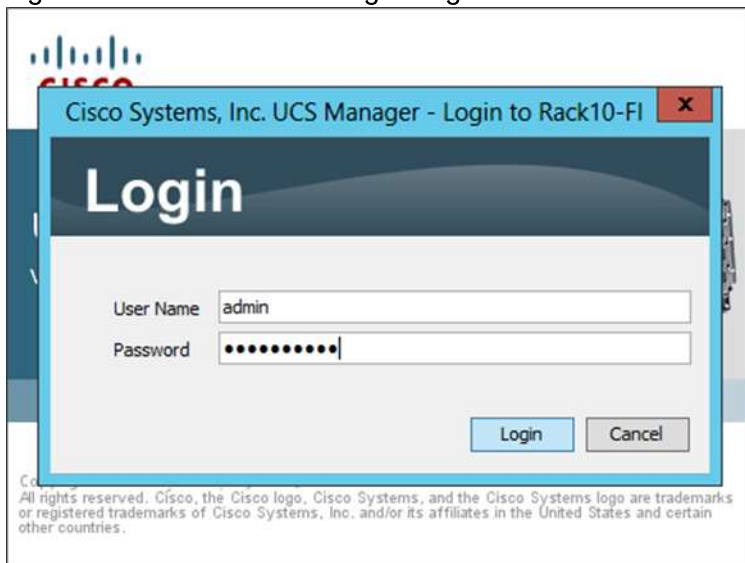 CISCO
Cisco Systems, Inc. UCS Manager - Login to Rack10-FI
x
Login
User Name admin
Password ••••••••••
Login Cancel
All rights reserved. Cisco, the Cisco logo, Cisco Systems, and the Cisco Systems logo are trademarks
or registered trademarks of Cisco Systems, Inc. and/or its affiliates in the United States and certain
other countries.